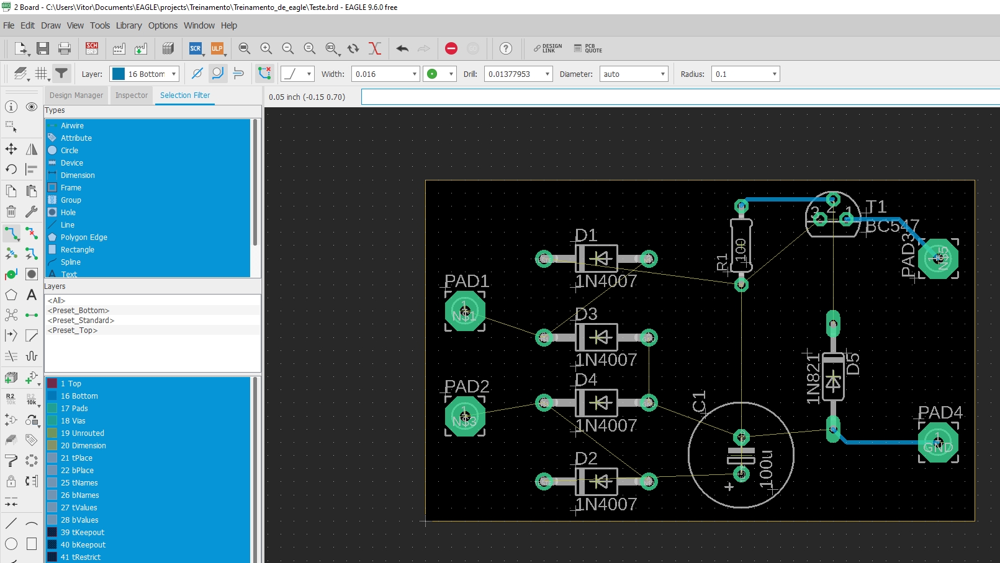 2 Board - C:\Users\Vitor\Documents\EAGLE\projects\Treinamento\Treinamento_de_eagle\Teste.brd - EAGLE 9.6.0 free
File Edit Draw View Tools Library Options Window Help
SCH BRD SCR ULP DESIGN LINK PCB QUOTE
Layer: 16 Bottom Width: 0.016 Drill: 0.01377953 Diameter: auto Radius: 0.1
Design Manager Inspector Selection Filter
0.05 inch (-0.15 0.70)
Types
Airwire
Attribute
Circle
Device
Dimension
Frame
Group
Hole
Line
Polygon Edge
Rectangle
Spline
Text
Layers
<All>
<Preset_Bottom>
<Preset_Standard>
<Preset_Top>
1 Top
16 Bottom
17 Pads
18 Vias
19 Unrouted
20 Dimension
21 tPlace
22 bPlace
25 tNames
26 bNames
27 tValues
28 bValues
39 tKeepout
40 bKeepout
41 tRestrict
R2 10k
R2 10k
PAD1
1
N$1
PAD2
1
N$3
D1
1N4007
D3
1N4007
D4
1N4007
D2
1N4007
R1
100
3 2 1
T1
BC547
PAD3
1
N$5
1N821
D5
C1
100u
+
PAD4
1
GND